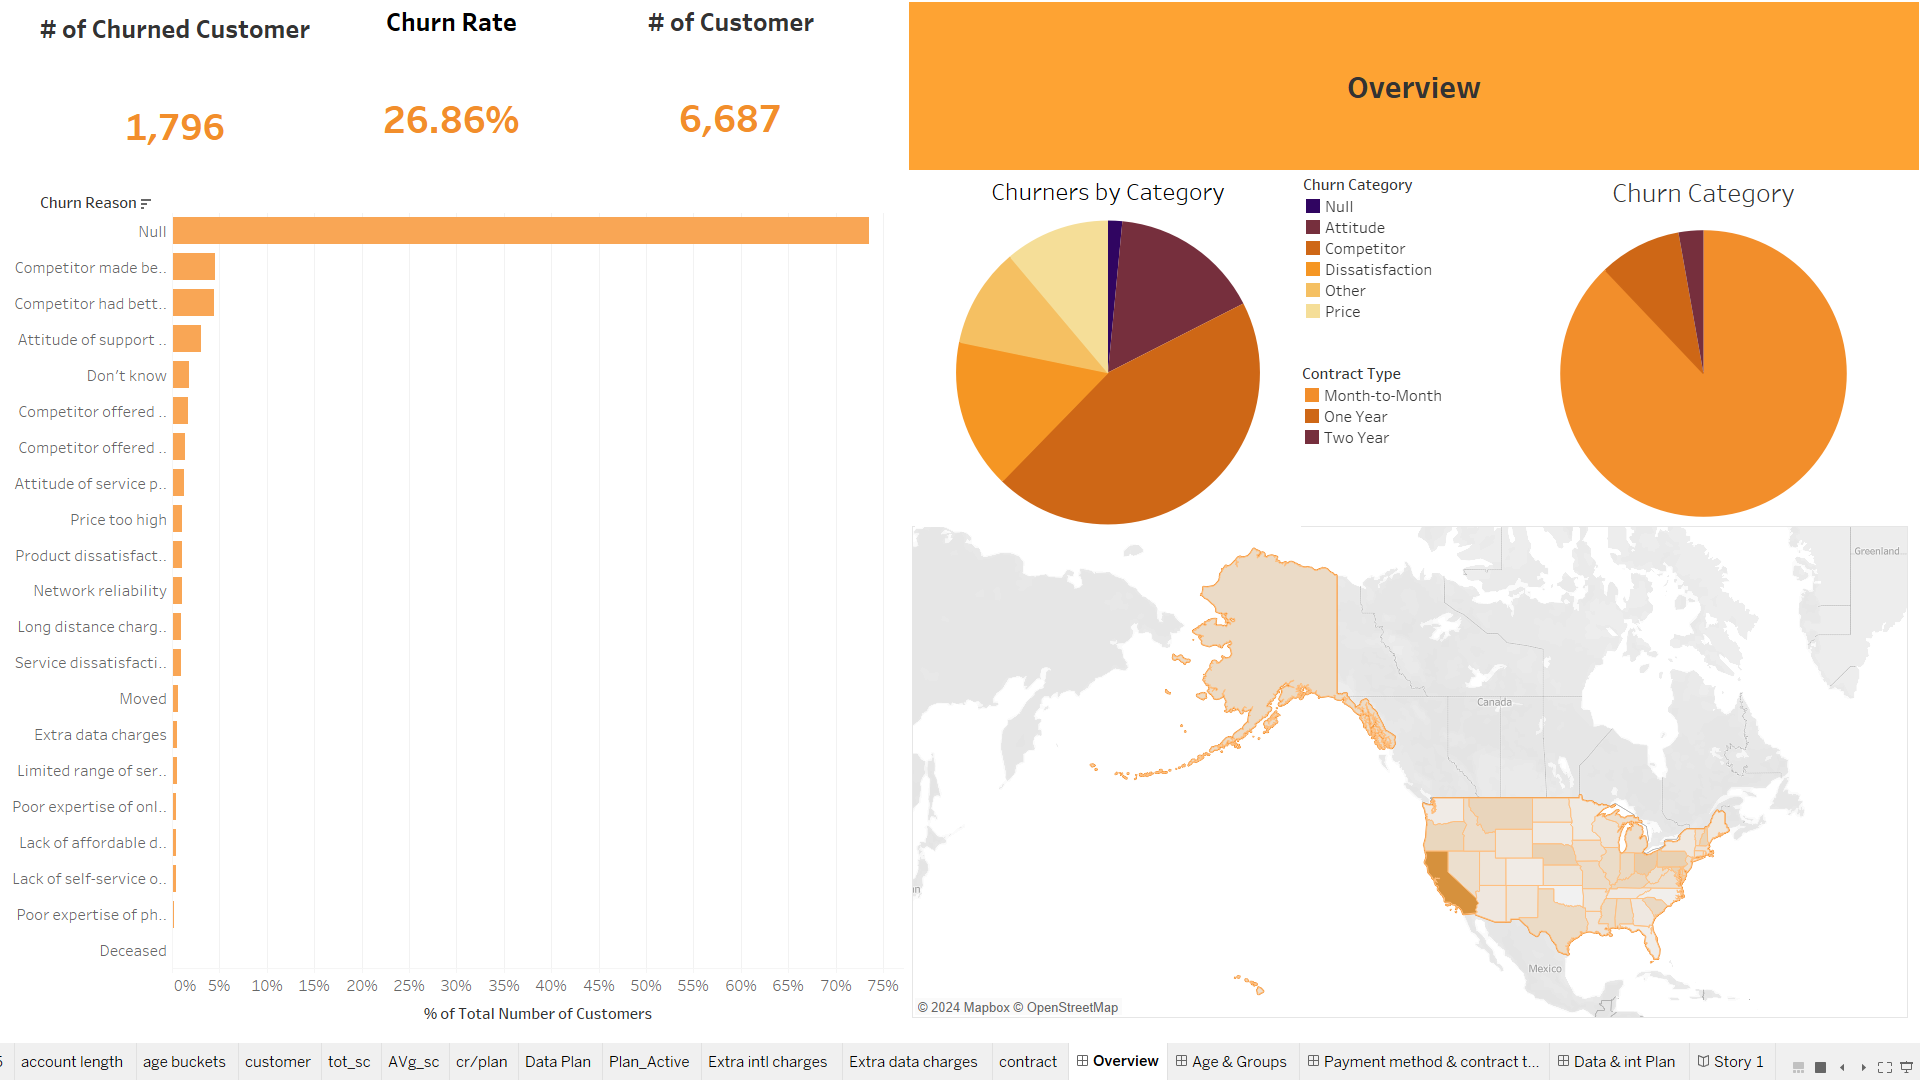 # of Churned Customer
Churn Rate
# of Customer
1,796
26.86%
6,687
Overview
Churn Reason
Null
Competitor made be..
Competitor had bett..
Attitude of support ..
Don't know
Competitor offered ..
Competitor offered ..
Attitude of service p..
Price too high
Product dissatisfact..
Network reliability
Long distance charg..
Service dissatisfacti..
Moved
Extra data charges
Limited range of ser..
Poor expertise of onl..
Lack of affordable d..
Lack of self-service o..
Poor expertise of ph..
Deceased
0% 5% 10% 15% 20% 25% 30% 35% 40% 45% 50% 55% 60% 65% 70% 75%
% of Total Number of Customers
Churners by Category
Churn Category
Null
Attitude
Competitor
Dissatisfaction
Other
Price
Contract Type
Month-to-Month
One Year
Two Year
Churn Category
Greenland
Canada
Mexico
© 2024 Mapbox © OpenStreetMap
account length age buckets customer tot_sc AVg_sc cr/plan Data Plan Plan_Active Extra intl charges Extra data charges contract Overview Age & Groups Payment method & contract t... Data & int Plan Story 1